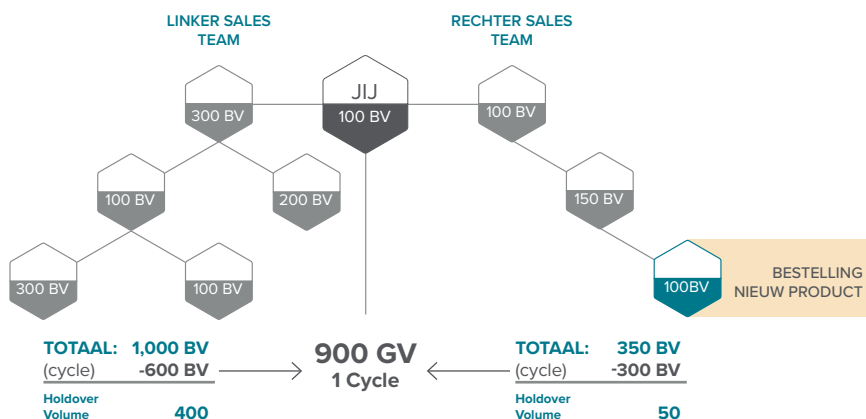 LINKER SALES
TEAM
RECHTER SALES
TEAM
JIJ
100 BV
300 BV
100 BV
100 BV
200 BV
150 BV
300 BV
100 BV
100BV
BESTELLING
NIEUW PRODUCT
TOTAAL: 1,000 BV
(cycle) -600 BV
Holdover
Volume 400
900 GV
1 Cycle
TOTAAL: 350 BV
(cycle) -300 BV
Holdover
Volume 50